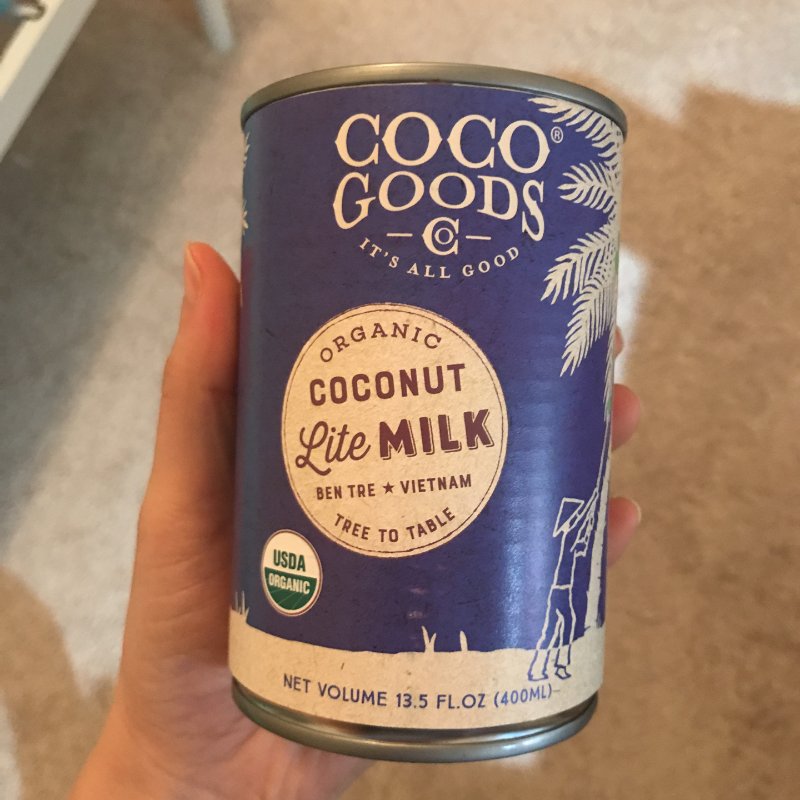 COCO®
GOODS
Co
IT'S ALL GOOD
ORGANIC
COCONUT
Lite MILK
BEN TRE ★ VIETNAM
TREE TO TABLE
USDA
ORGANIC
NET VOLUME 13.5 FL.OZ (400ML)